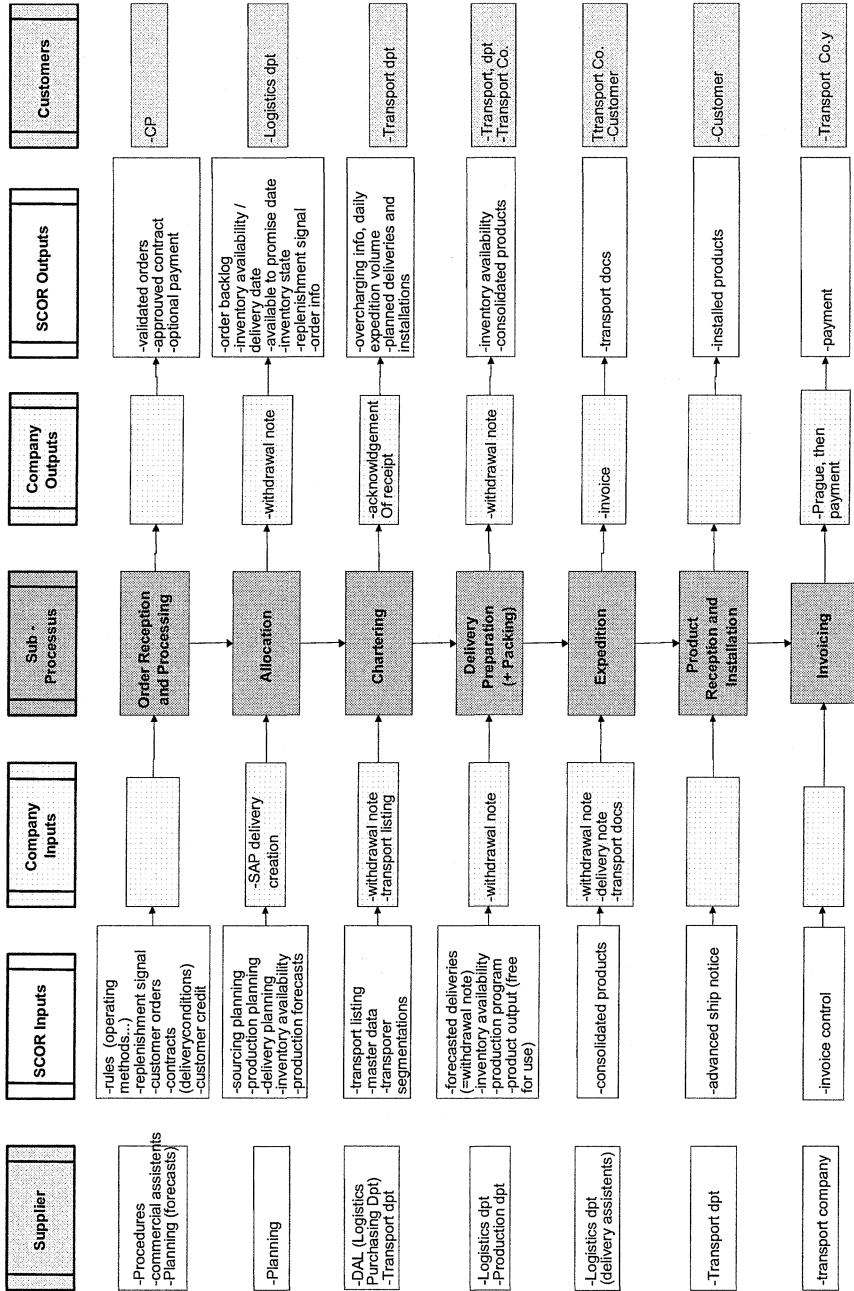 Supplier
SCOR Inputs
Company
Inputs
Sub -
Processus
Company
Outputs
SCOR Outputs
Customers
-Procedures
-commercial assistents
-Planning (forecasts)
-rules (operating
methods...)
-replenishment signal
-customer orders
-contracts
(deliveryconditions)
-customer credit
Order Reception
and Processing
-validated orders
-approuved contract
-optional payment
-CP
-Planning
-sourcing planning
-production planning
-delivery planning
-inventory availability
-production forecasts
-SAP delivery
creation
Allocation
-withdrawal note
-order backlog
-inventory availability /
delivery date
-available to promise date
-inventory state
-replenishment signal
-order info
-Logistics dpt
-DAL (Logistics
Purchasing Dpt)
-Transport dpt
-transport listing
-master data
-transporer
segmentations
-withdrawal note
-transport listing
Chartering
-acknowldgement
Of receipt
-overcharging info, daily
expedition volume
-planned deliveries and
installations
-Transport dpt
-Logistics dpt
-Production dpt
-forecasted deliveries
(=withdrawal note)
-inventory availability
-production program
-product output (free
for use)
-withdrawal note
Delivery
Preparation
(+ Packing)
-withdrawal note
-inventory availability
-consolidated products
-Transport, dpt
-Transport Co.
-Logistics dpt
(delivery assistents)
-consolidated products
-withdrawal note
-delivery note
-transport docs
Expedition
-invoice
-transport docs
Ttransport Co.
-Customer
-Transport dpt
-advanced ship notice
Product
Reception and
Installation
-installed products
-Customer
-transport company
-invoice control
Invoicing
-Prague, then
payment
-payment
-Transport Co.y